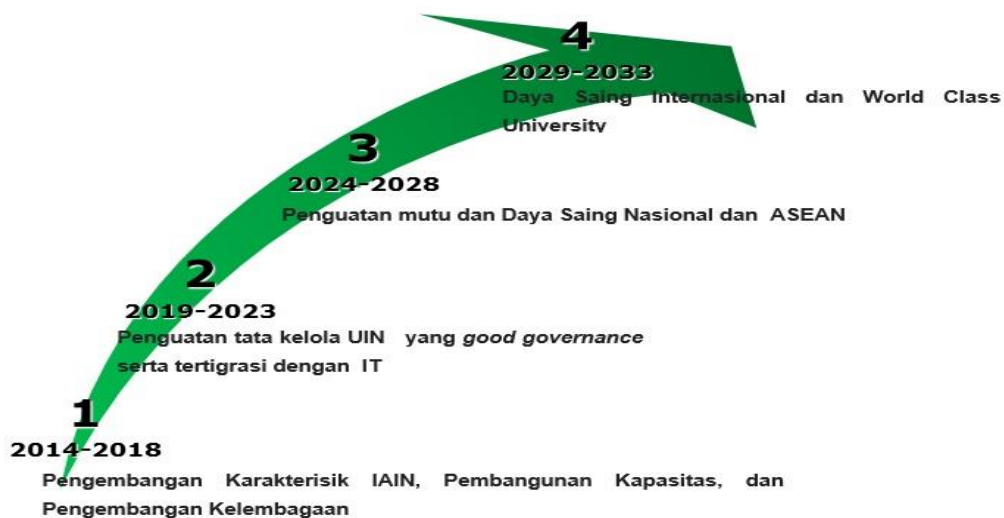 4
2029-2033
Daya Saing Internasional dan World Class
University
3
2024-2028
Penguatan mutu dan Daya Saing Nasional dan ASEAN
2
2019-2023
Penguatan tata kelola UIN yang good governance
serta tertigrasi dengan IT
1
2014-2018
Pengembangan Karakterisik IAIN, Pembangunan Kapasitas, dan
Pengembangan Kelembagaan